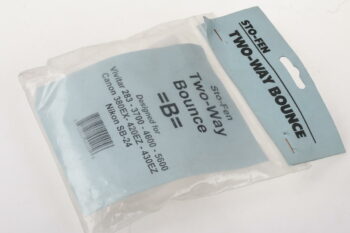 STO-FEN
TWO-WAY BOUNCE
Sto-Fen
Two-Way
Bounce
=B=
Designed for
Vivitar 283 - 3700 - 4600 - 5600
Canon 380EX- 420EZ - 430EZ
Nikon SB-24